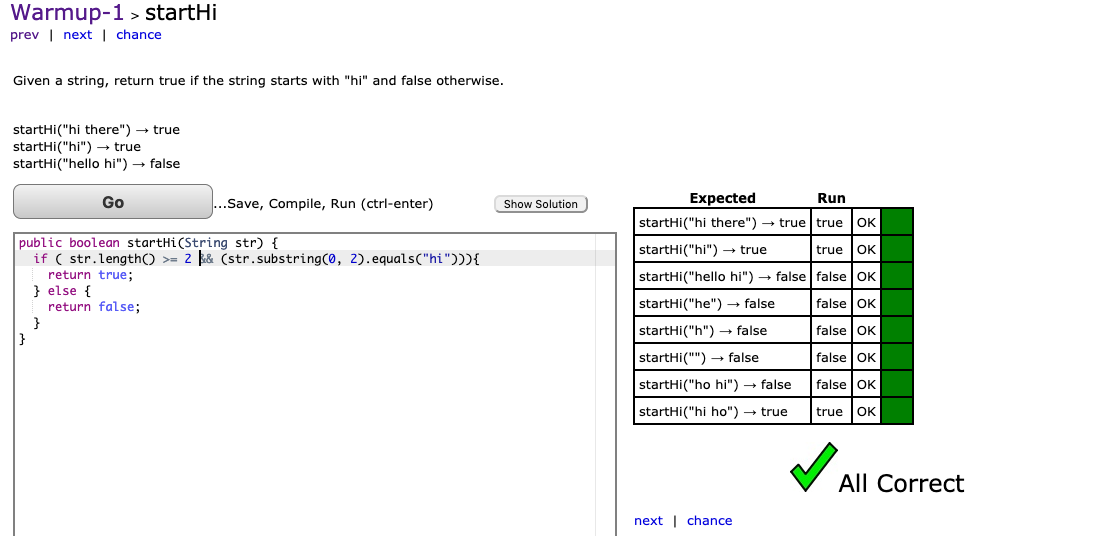 Warmup-1 > startHi
prev | next | chance
Given a string, return true if the string starts with "hi" and false otherwise.
startHi("hi there") → true
startHi("hi") → true
startHi("hello hi") → false
Go
...Save, Compile, Run (ctrl-enter)
Show Solution
public boolean startHi(String str) {
if ( str.length() >= 2 && (str.substring(0, 2).equals("hi"))){
return true;
} else {
return false;
}
}
Expected Run
startHi("hi there") → true true OK
startHi("hi") → true true OK
startHi("hello hi") → false false OK
startHi("he") → false false OK
startHi("h") → false false OK
startHi("") → false false OK
startHi("ho hi") → false false OK
startHi("hi ho") → true true OK
All Correct
next | chance